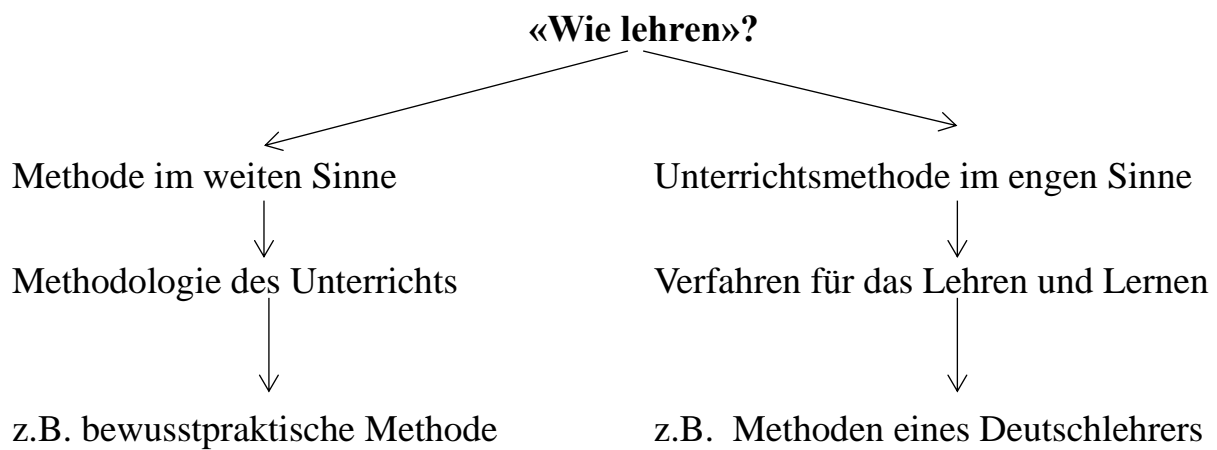 «Wie lehren»?
Methode im weiten Sinne
Unterrichtsmethode im engen Sinne
Methodologie des Unterrichts
Verfahren für das Lehren und Lernen
z.B. bewusstpraktische Methode
z.B. Methoden eines Deutschlehrers